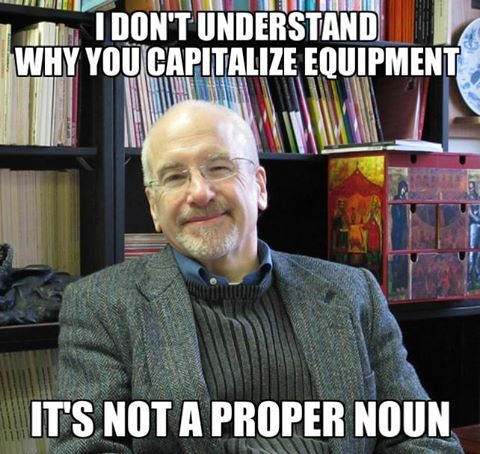 I DON'T UNDERSTAND
WHY YOU CAPITALIZE EQUIPMENT
IT'S NOT A PROPER NOUN